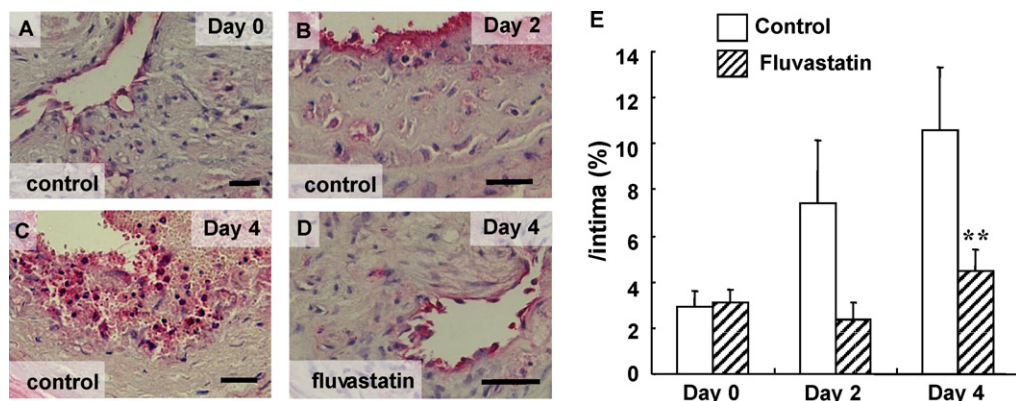 A
Day 0
control
B
Day 2
control
C
Day 4
control
D
Day 4
fluvastatin
E
Control
Fluvastatin
/intima (%)
14
12
10
8
6
4
2
0
**
Day 0
Day 2
Day 4